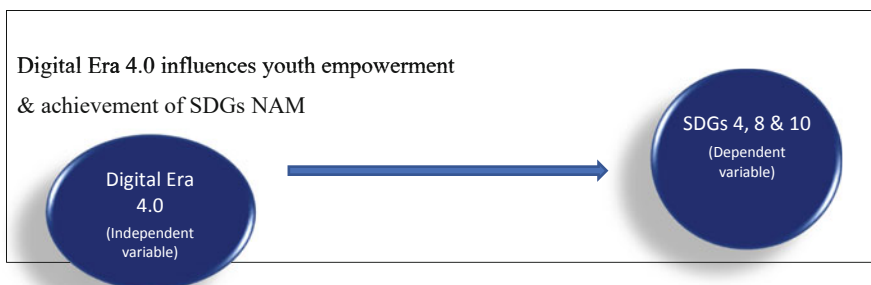 Digital Era 4.0 influences youth empowerment
& achievement of SDGs NAM
SDGs 4, 8 & 10
(Dependent
variable)
Digital Era
4.0
(Independent
variable)